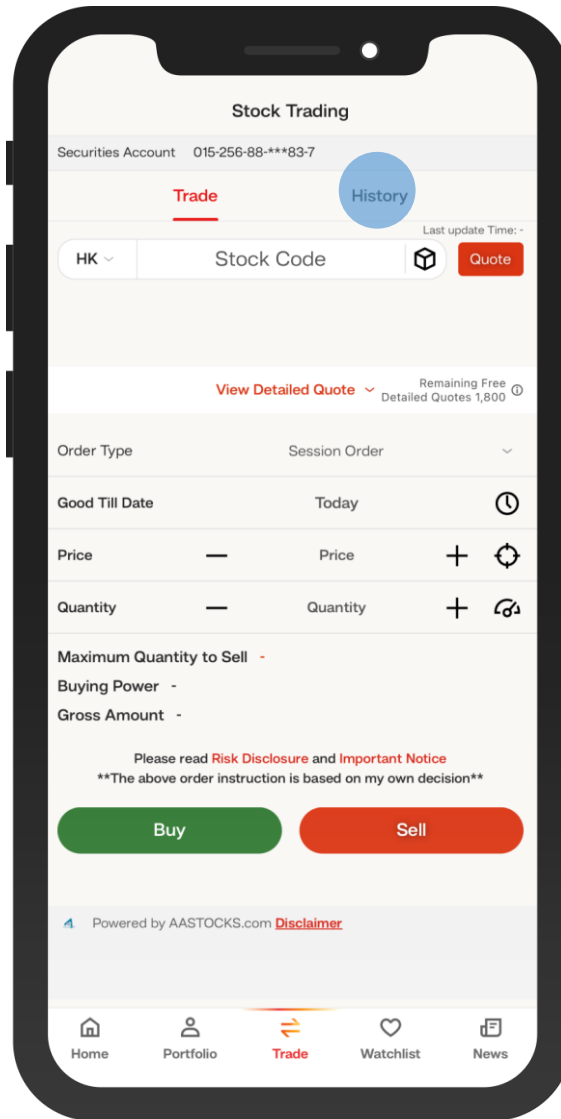 Stock Trading
Securities Account 015-256-88-***83-7
Trade History
Last update Time: -
HK Stock Code Quote
View Detailed Quote Remaining Free
Detailed Quotes 1,800
Order Type Session Order
Good Till Date Today
Price Price
Quantity Quantity
Maximum Quantity to Sell -
Buying Power -
Gross Amount -
Please read Risk Disclosure and Important Notice
**The above order instruction is based on my own decision**
Buy Sell
Powered by AASTOCKS.com Disclaimer
Home Portfolio Trade Watchlist News